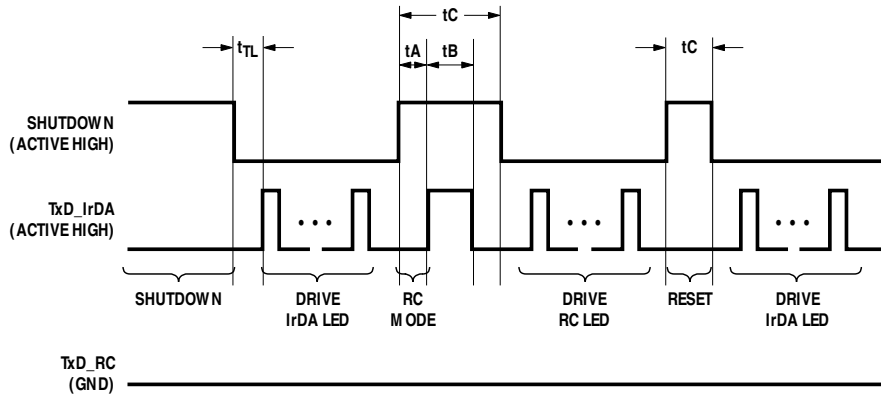 tC
tTL
tA
tB
tC
SHUTDOWN
(ACTIVE HIGH)
TxD_IrDA
(ACTIVE HIGH)
SHUTDOWN
DRIVE
IrDA LED
RC
MODE
DRIVE
RC LED
RESET
DRIVE
IrDA LED
TxD_RC
(GND)